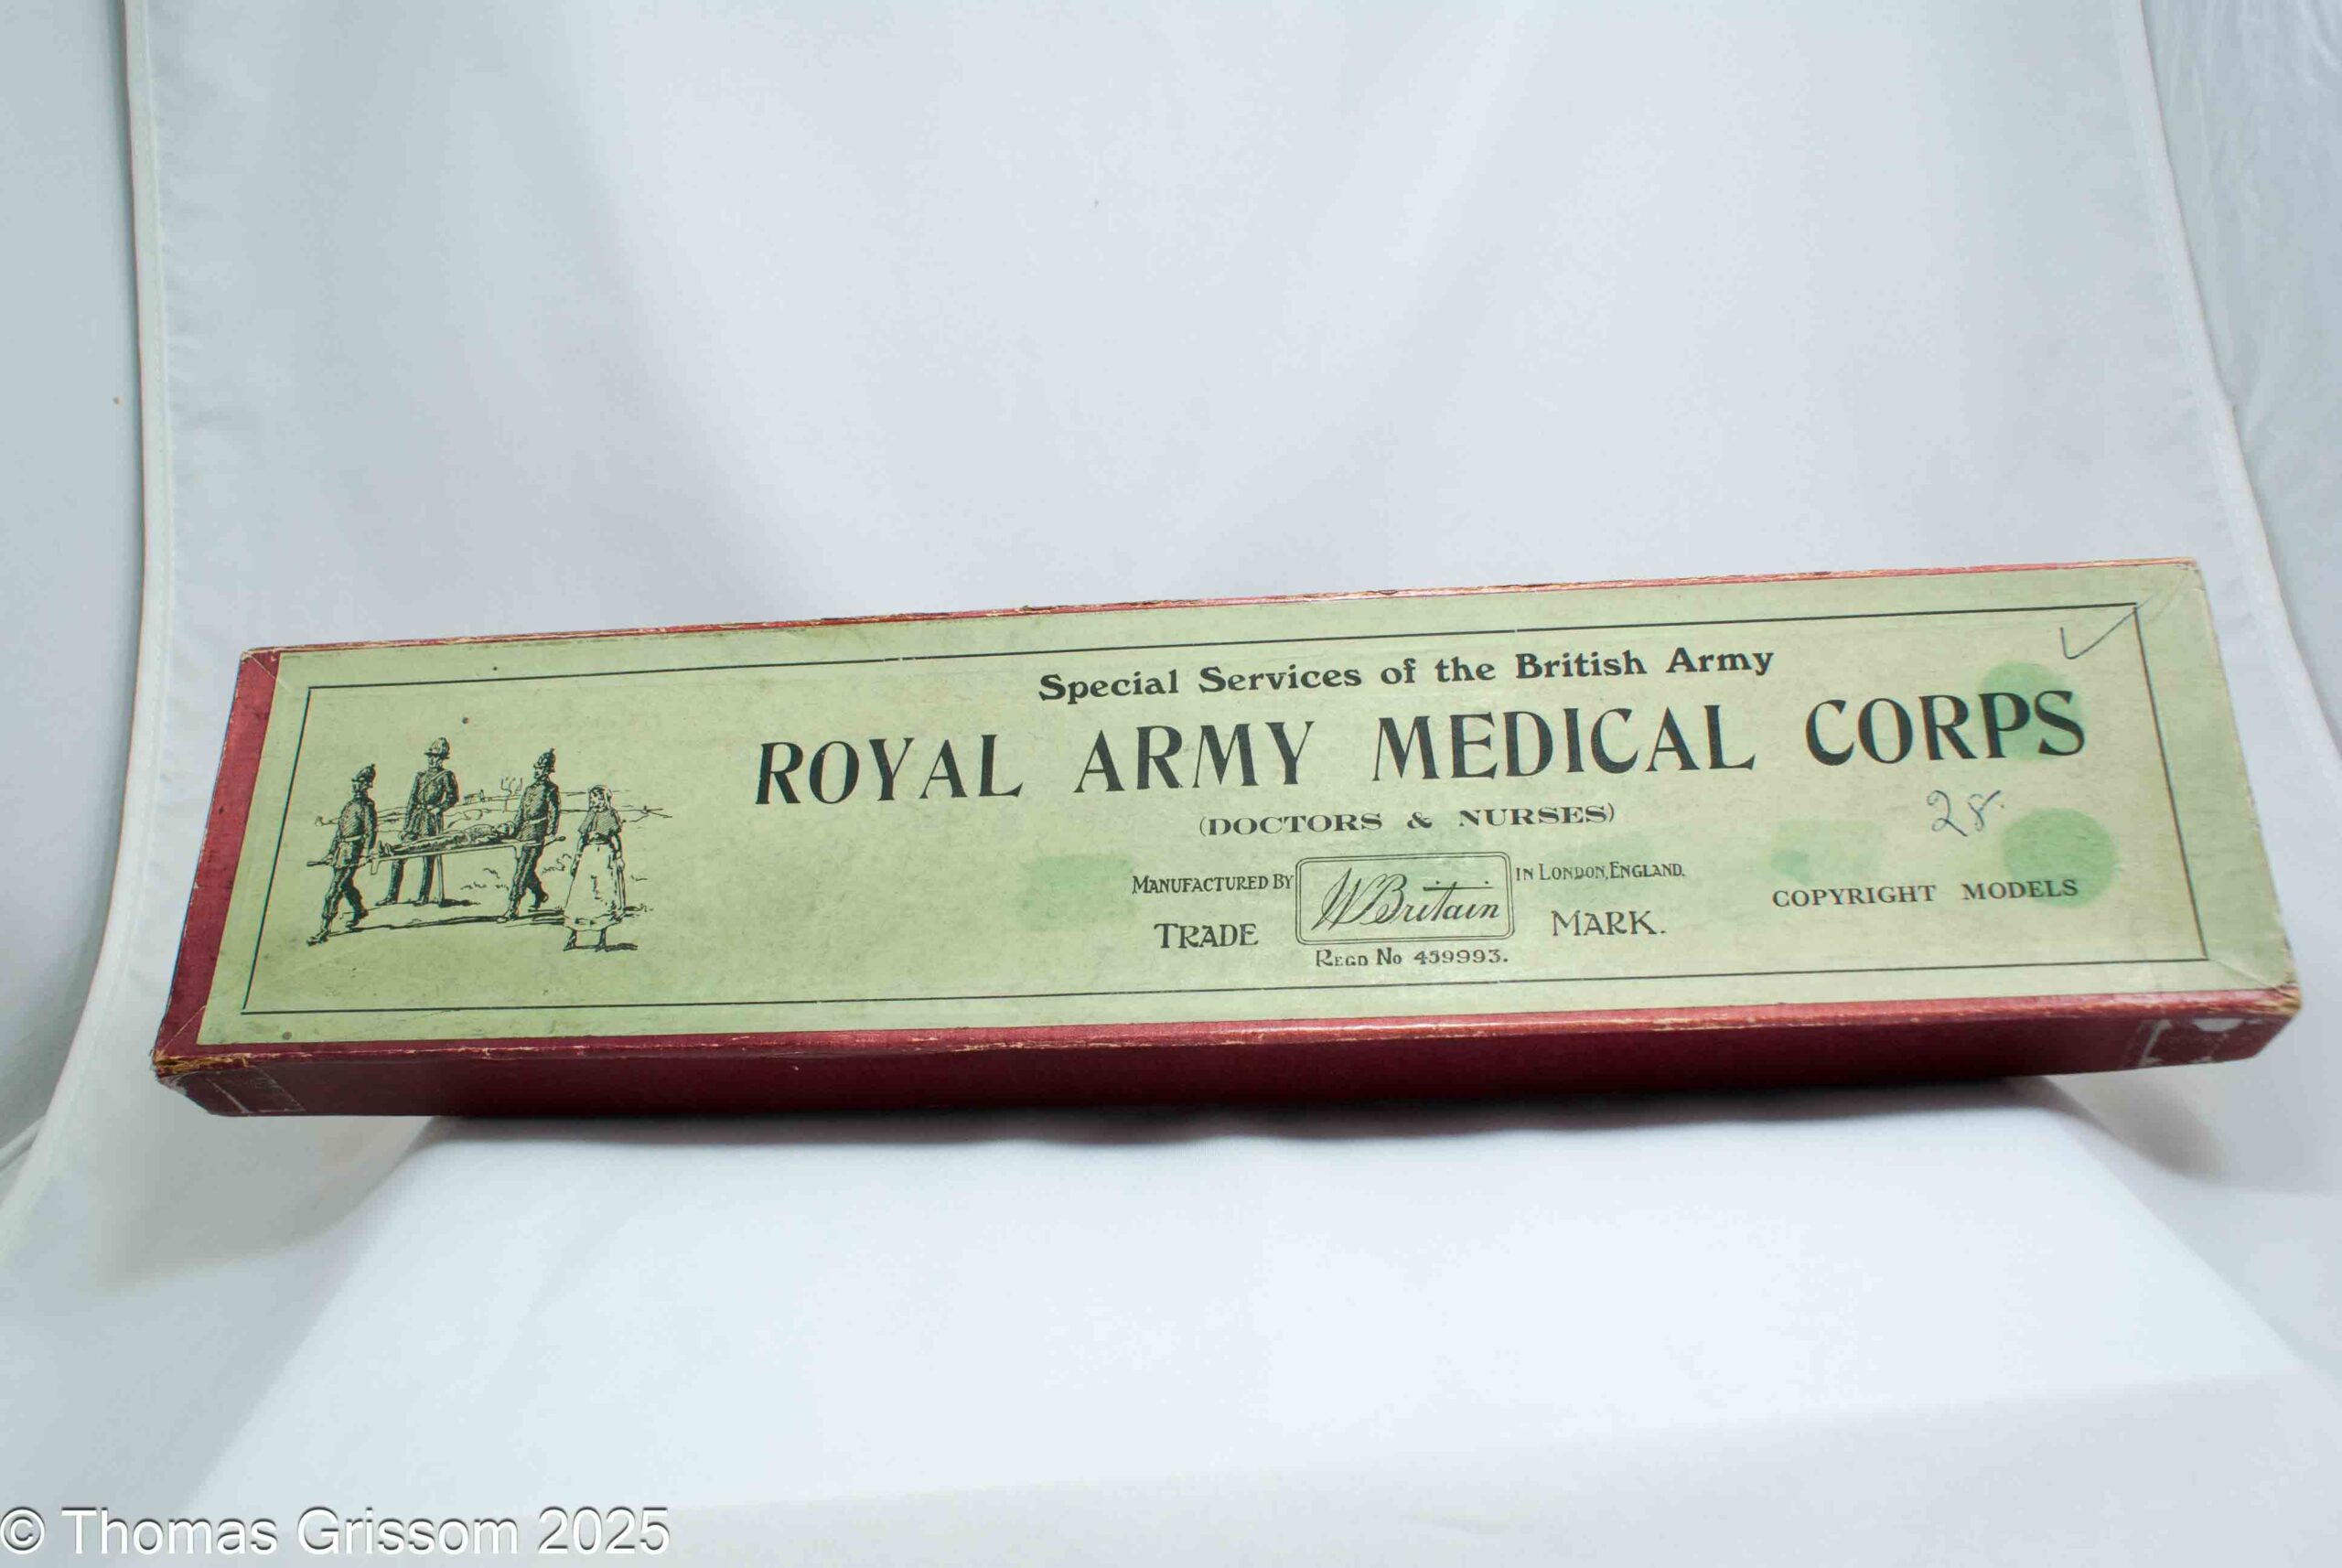 Special Services of the British Army
ROYAL ARMY MEDICAL CORPS
(DOCTORS & NURSES)
28.
MANUFACTURED BY W Britain IN LONDON, ENGLAND.
TRADE MARK.
REGD No 459993.
COPYRIGHT MODELS
© Thomas Grissom 2025